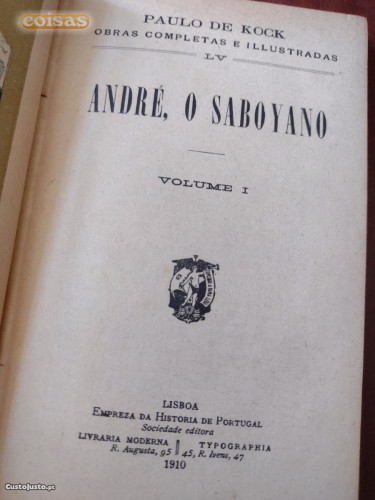 coisas
PAULO DE KOCK
OBRAS COMPLETAS E ILLUSTRADAS
LV
ANDRÉ, O SABOYANO
VOLUME I
LISBOA
EMPREZA DA HISTORIA DE PORTUGAL
Sociedade editora
LIVRARIA MODERNA || TYPOGRAPHIA
R. Augusta, 95 || 45, R. Ivens, 47
1910
CustoJusto.pt